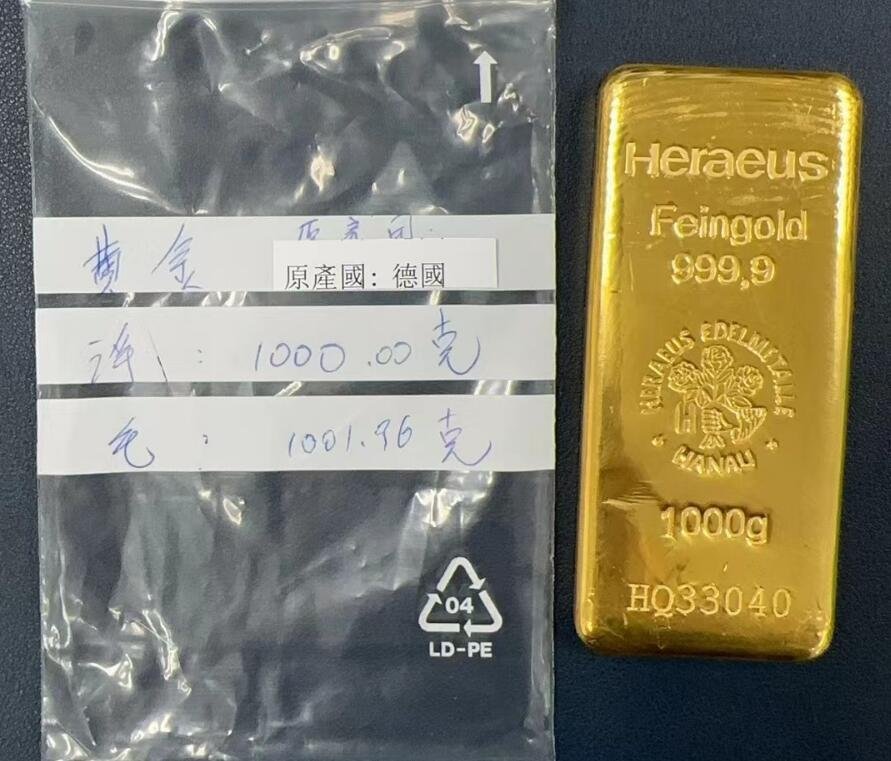 黄金
原產國: 德國
净: 1000.00克
毛: 1001.96克
04
LD-PE
Heraeus
Feingold
999,9
HERAEUS EDELMETALLE
HANAU
1000g
HQ33040